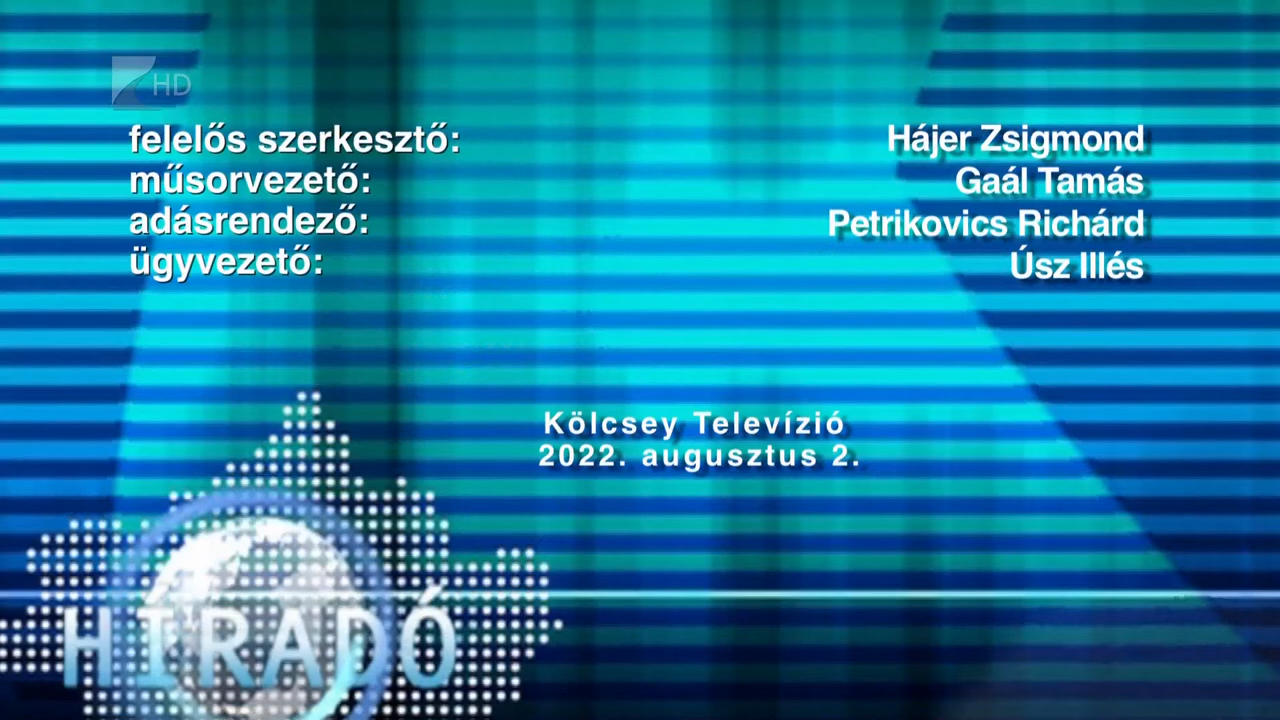 HD
felelős szerkesztő: Hájer Zsigmond
műsorvezető: Gaál Tamás
adásrendező: Petrikovics Richárd
ügyvezető: Úsz Illés
Kölcsey Televízió
2022. augusztus 2.
HÍRADÓ